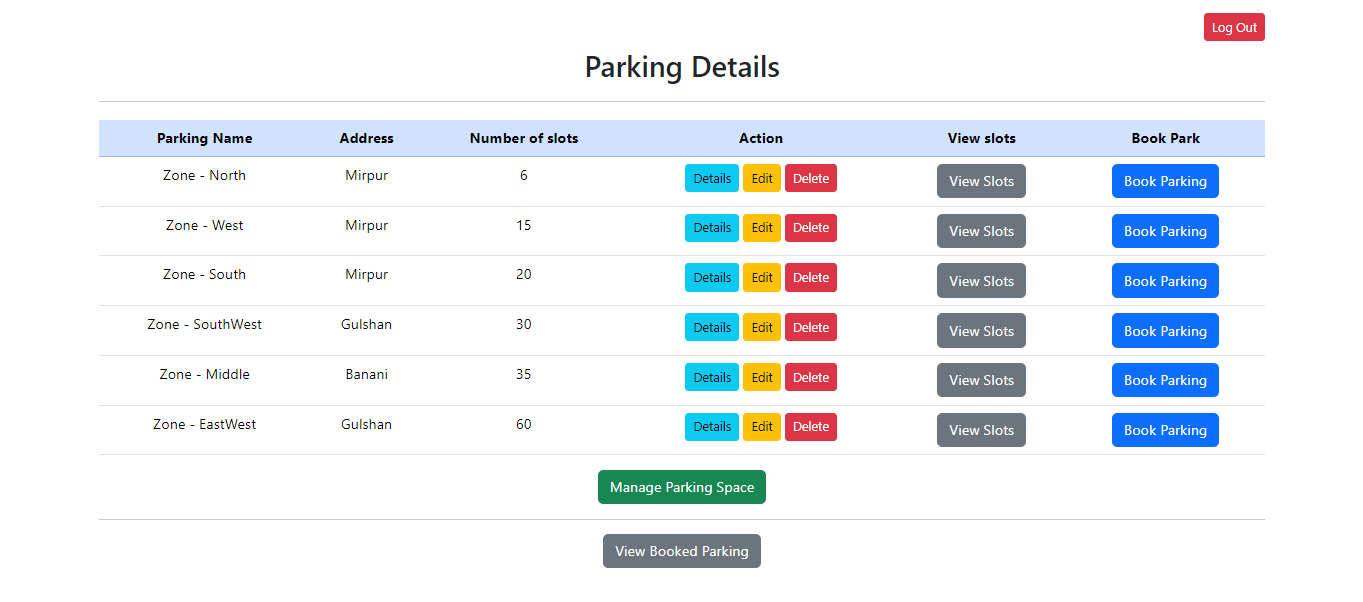 Log Out
Parking Details
Parking Name Address Number of slots Action View slots Book Park
Zone - North Mirpur 6 Details Edit Delete View Slots Book Parking
Zone - West Mirpur 15 Details Edit Delete View Slots Book Parking
Zone - South Mirpur 20 Details Edit Delete View Slots Book Parking
Zone - SouthWest Gulshan 30 Details Edit Delete View Slots Book Parking
Zone - Middle Banani 35 Details Edit Delete View Slots Book Parking
Zone - EastWest Gulshan 60 Details Edit Delete View Slots Book Parking
Manage Parking Space
View Booked Parking